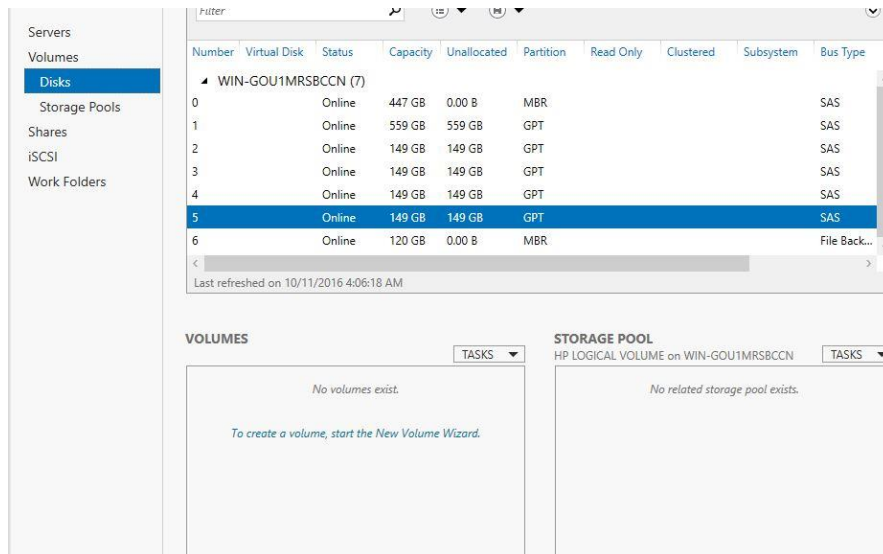 Filter
Servers
Volumes
Disks
Storage Pools
Shares
iSCSI
Work Folders
Number Virtual Disk Status Capacity Unallocated Partition Read Only Clustered Subsystem Bus Type
WIN-GOU1MRSBCCN (7)
0 Online 447 GB 0.00 B MBR SAS
1 Online 559 GB 559 GB GPT SAS
2 Online 149 GB 149 GB GPT SAS
3 Online 149 GB 149 GB GPT SAS
4 Online 149 GB 149 GB GPT SAS
5 Online 149 GB 149 GB GPT SAS
6 Online 120 GB 0.00 B MBR File Back...
Last refreshed on 10/11/2016 4:06:18 AM
VOLUMES
TASKS
No volumes exist.
To create a volume, start the New Volume Wizard.
STORAGE POOL
HP LOGICAL VOLUME on WIN-GOU1MRSBCCN
TASKS
No related storage pool exists.